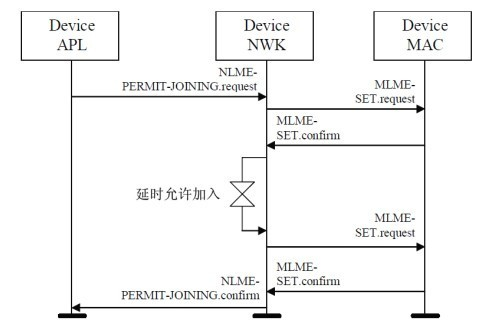 Device
APL
Device
NWK
Device
MAC
NLME-
PERMIT-JOINING.request
MLME-
SET.request
MLME-
SET.confirm
延时允许加入
MLME-
SET.request
NLME-
PERMIT-JOINING.confirm
MLME-
SET.confirm